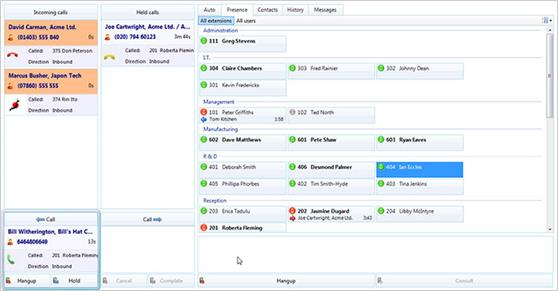 Incoming calls
David Carman, Acme Ltd.
(01403) 555 840 0s
Called: 375 Don Peterson
Direction Inbound
Marcus Busher, Japon Tech
(07860) 555 555 0s
Called: 374 Rin Ito
Direction Inbound
Held calls
Joe Cartwright, Acme Ltd. / A...
(020) 794 60123 3m 44s
Called: 201 Roberta Fleming
Direction Inbound
Auto Presence Contacts History Messages
All extensions All users
Administration
311 Greg Stevens
I.T.
304 Claire Chambers 303 Fred Rainier 302 Johnny Dean
301 Kevin Fredericks
Management
101 Peter Griffiths 102 Ted North
Tom Kitchen 1:58
Manufacturing
602 Dave Matthews 601 Pete Shaw 603 Ryan Eaves
R & D
401 Deborah Smith 406 Desmond Palmer 404 Ian Eccles
405 Phillipa Phorbes 402 Tim Smith-Hyde 403 Tina Jenkins
Reception
203 Erica Tadulu 202 Jasmine Dugard 204 Libby McIntyre
Joe Cartwright, Acme Ltd. 3:43
201 Roberta Fleming
Call
Bill Witherington, Bill's Hat C...
6464806649 13s
Called: 201 Roberta Flem
Direction Inbound
Hangup Hold
Call
Cancel Complete
Hangup Consult